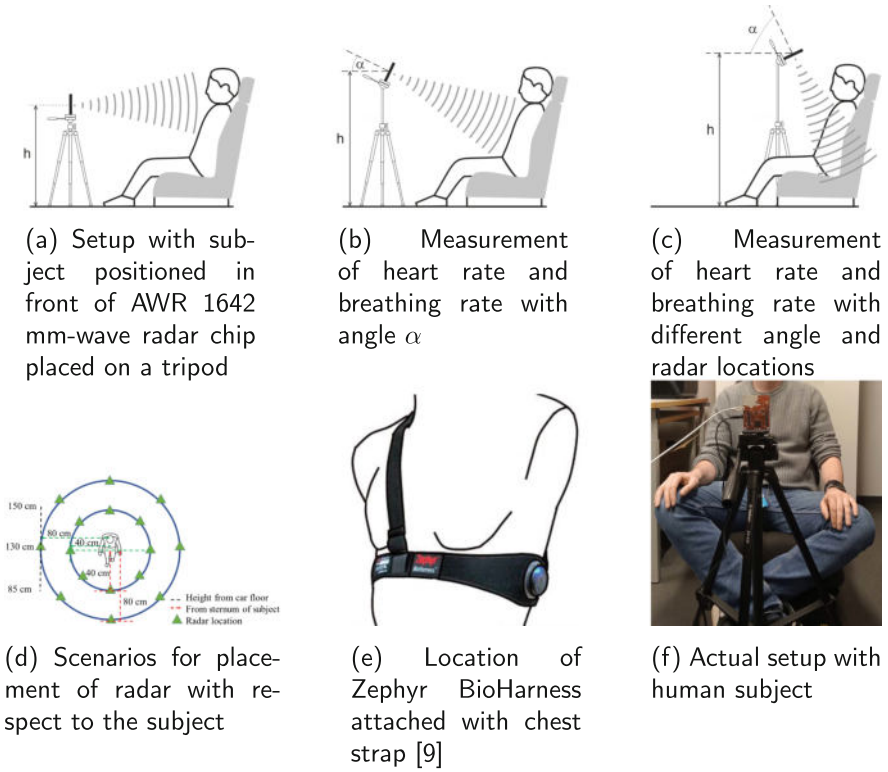 α
h
α
h
α
h
(a) Setup with sub-
ject positioned in
front of AWR 1642
mm-wave radar chip
placed on a tripod
(b) Measurement
of heart rate and
breathing rate with
angle α
(c) Measurement
of heart rate and
breathing rate with
different angle and
radar locations
150 cm
80 cm
130 cm
40 cm
40 cm
85 cm
80 cm
Height from car floor
From sternum of subject
Radar location
Zephyr
BioHarness
(d) Scenarios for place-
ment of radar with re-
spect to the subject
(e) Location of
Zephyr BioHarness
attached with chest
strap [9]
(f) Actual setup with
human subject